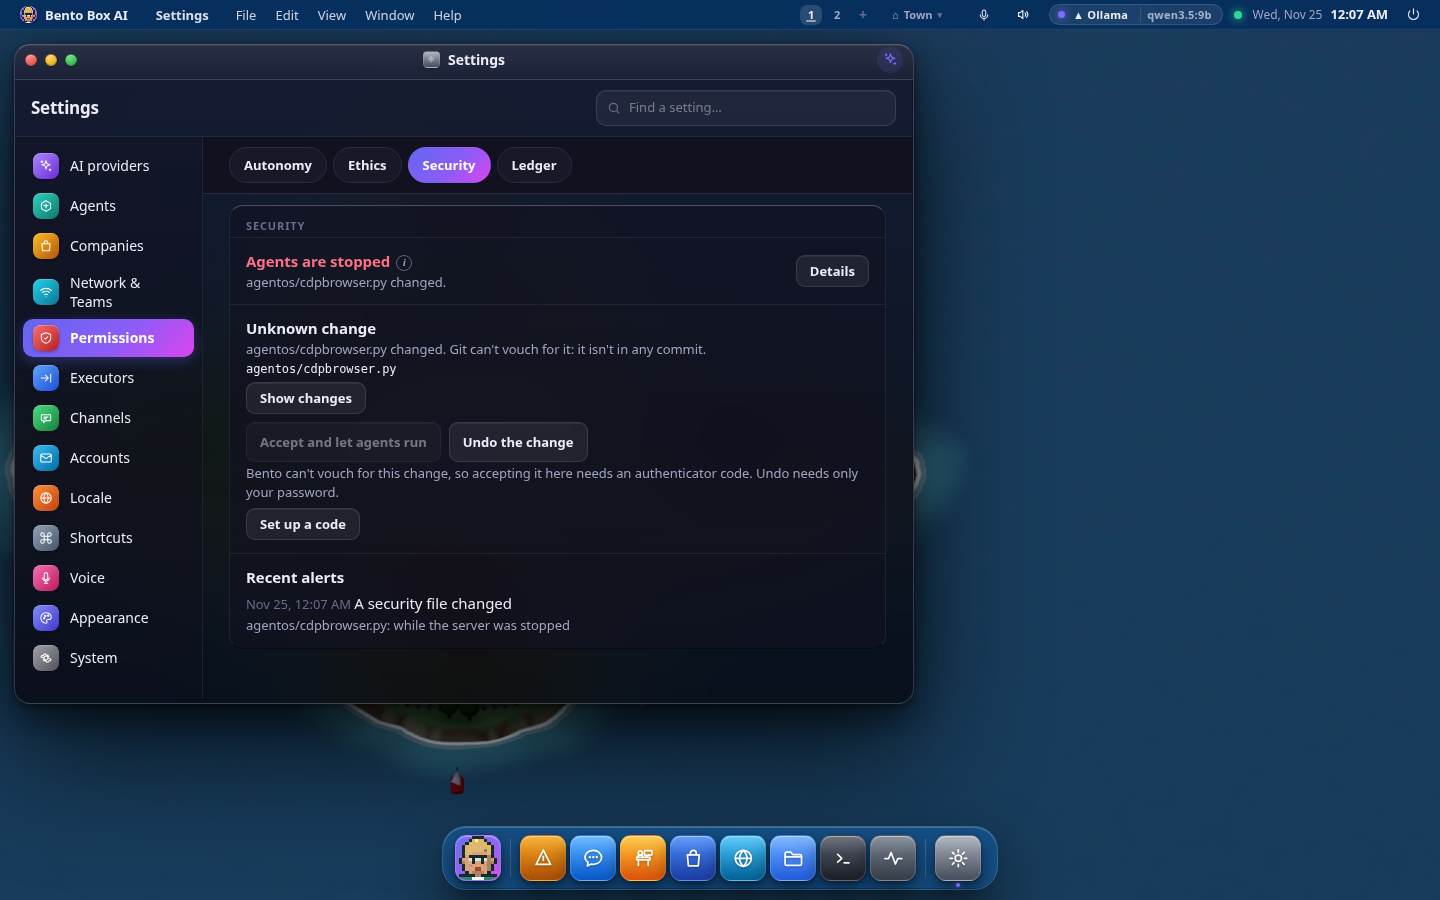 Bento Box AI Settings File Edit View Window Help 1 2 + Town ▾ ▲ Ollama qwen3.5:9b Wed, Nov 25 12:07 AM
Settings
Settings
Find a setting...
AI providers
Agents
Companies
Network &
Teams
Permissions
Executors
Channels
Accounts
Locale
Shortcuts
Voice
Appearance
System
Autonomy Ethics Security Ledger
SECURITY
Agents are stopped i
agentos/cdpbrowser.py changed.
Details
Unknown change
agentos/cdpbrowser.py changed. Git can't vouch for it: it isn't in any commit.
agentos/cdpbrowser.py
Show changes
Accept and let agents run Undo the change
Bento can't vouch for this change, so accepting it here needs an authenticator code. Undo needs only
your password.
Set up a code
Recent alerts
Nov 25, 12:07 AM A security file changed
agentos/cdpbrowser.py: while the server was stopped